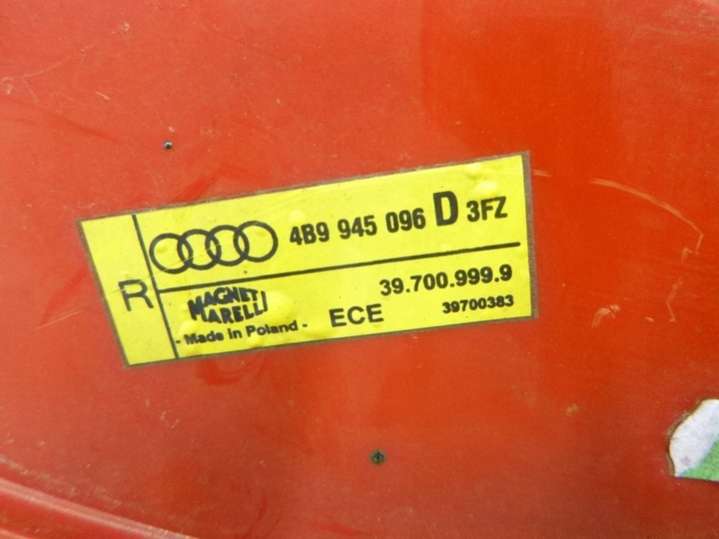 R
4B9 945 096 D 3FZ
39.700.999.9
MAGNETI
MARELLI
- Made in Poland -
ECE
39700383